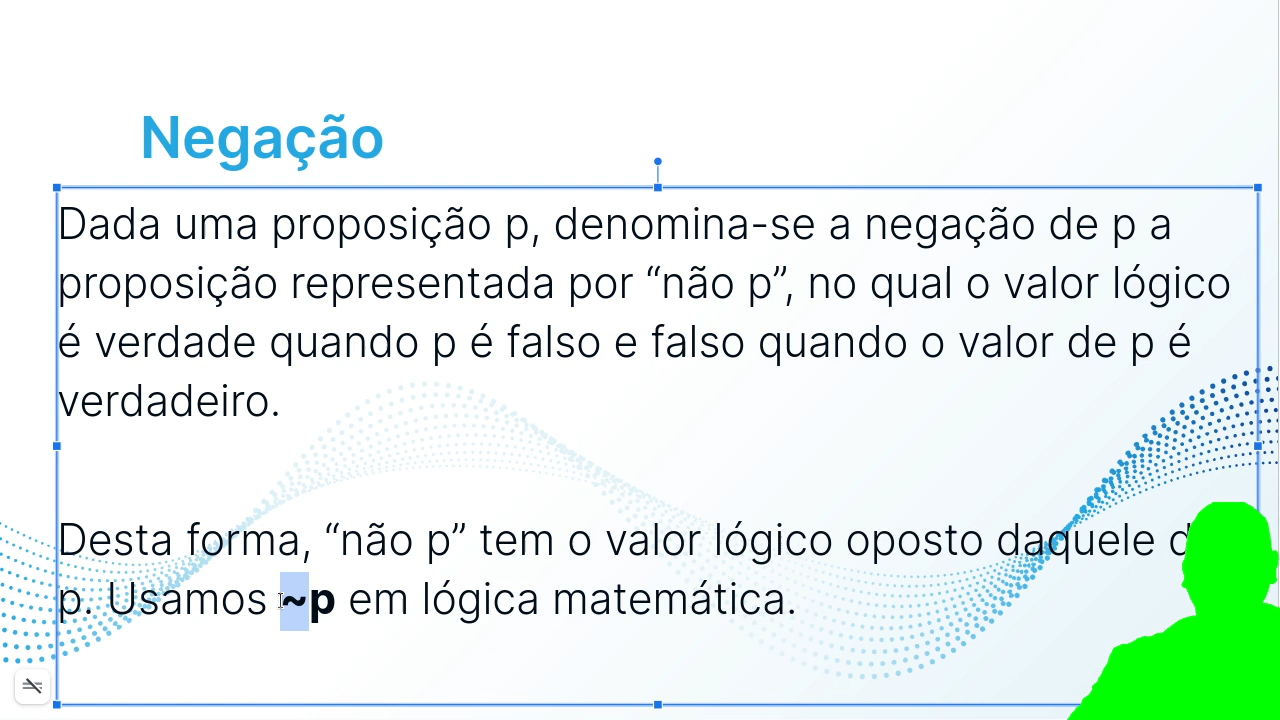 Negação
Dada uma proposição p, denomina-se a negação de p a
proposição representada por “não p”, no qual o valor lógico
é verdade quando p é falso e falso quando o valor de p é
verdadeiro.
Desta forma, “não p” tem o valor lógico oposto daquele
p. Usamos ~p em lógica matemática.